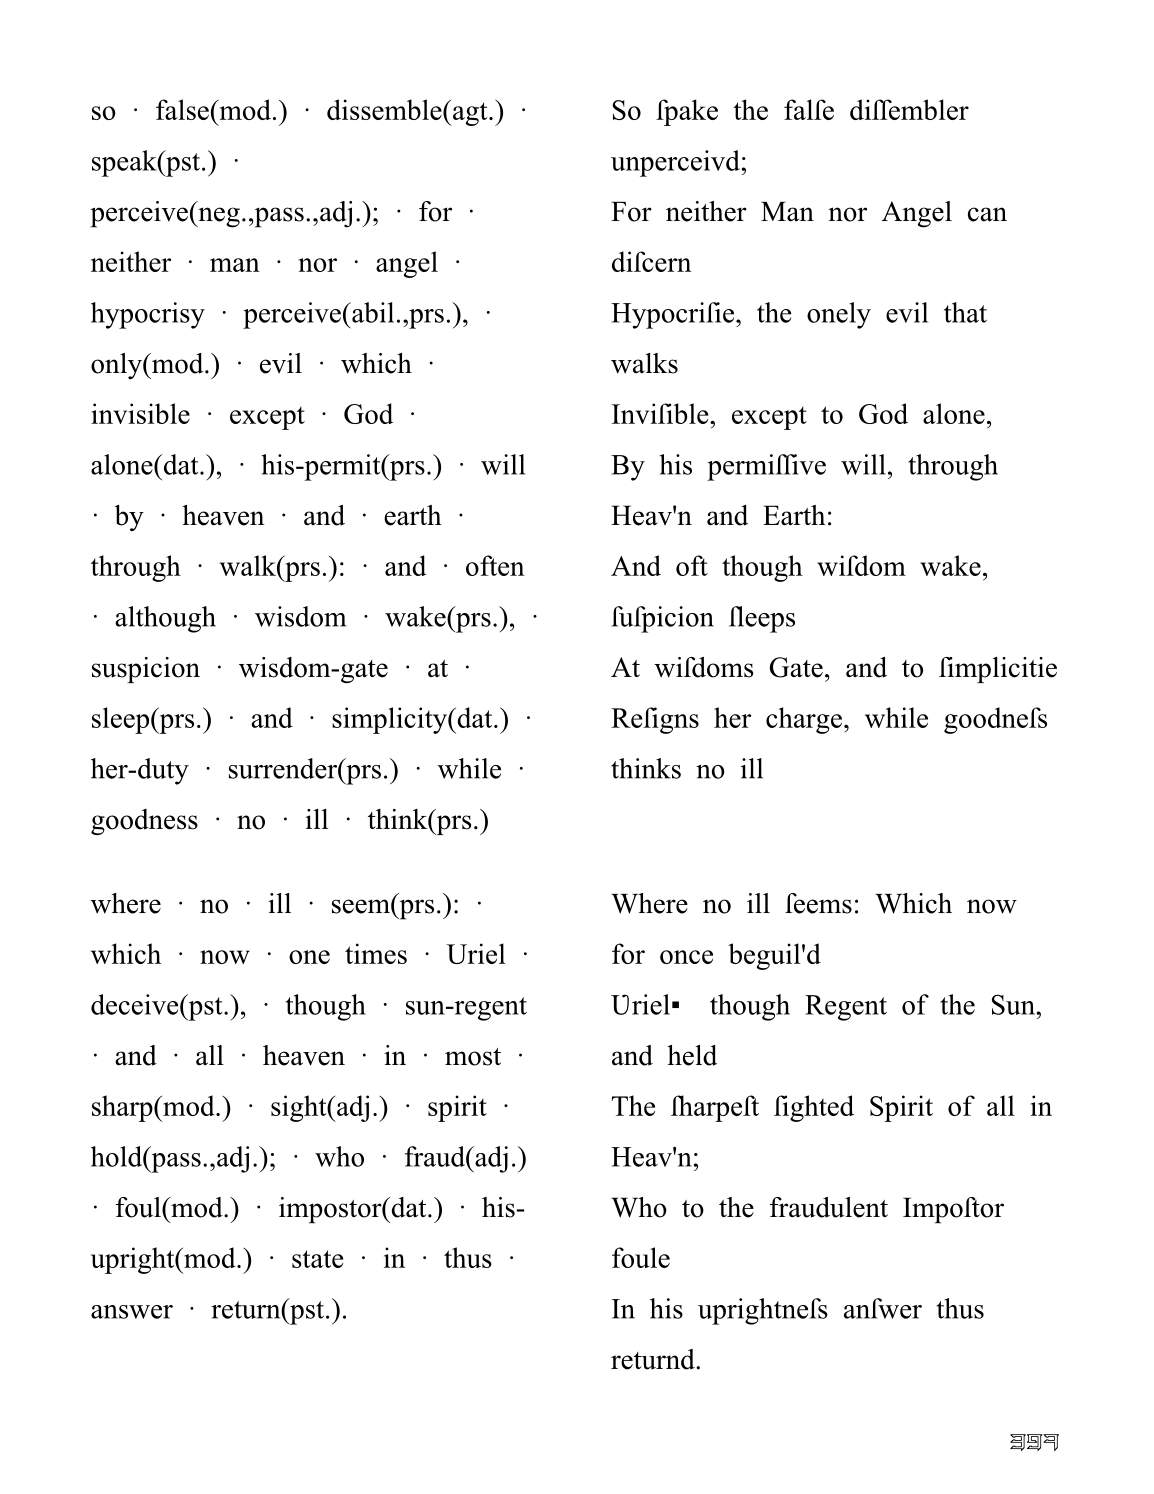 so · false(mod.) · dissemble(agt.) ·
speak(pst.) ·
perceive(neg.,pass.,adj.); · for ·
neither · man · nor · angel ·
hypocrisy · perceive(abil.,prs.), ·
only(mod.) · evil · which ·
invisible · except · God ·
alone(dat.), · his-permit(prs.) · will
· by · heaven · and · earth ·
through · walk(prs.): · and · often
· although · wisdom · wake(prs.), ·
suspicion · wisdom-gate · at ·
sleep(prs.) · and · simplicity(dat.) ·
her-duty · surrender(prs.) · while ·
goodness · no · ill · think(prs.)
So ſpake the falſe diſſembler
unperceivd;
For neither Man nor Angel can
diſcern
Hypocriſie, the onely evil that
walks
Inviſible, except to God alone,
By his permiſſive will, through
Heav'n and Earth:
And oft though wiſdom wake,
ſuſpicion ſleeps
At wiſdoms Gate, and to ſimplicitie
Reſigns her charge, while goodneſs
thinks no ill
where · no · ill · seem(prs.): ·
which · now · one times · Uriel ·
deceive(pst.), · though · sun-regent
· and · all · heaven · in · most ·
sharp(mod.) · sight(adj.) · spirit ·
hold(pass.,adj.); · who · fraud(adj.)
· foul(mod.) · impostor(dat.) · his-
upright(mod.) · state · in · thus ·
answer · return(pst.).
Where no ill ſeems: Which now
for once beguil'd
Uriel▪ though Regent of the Sun,
and held
The ſharpeſt ſighted Spirit of all in
Heav'n;
Who to the fraudulent Impoſtor
foule
In his uprightneſs anſwer thus
returnd.